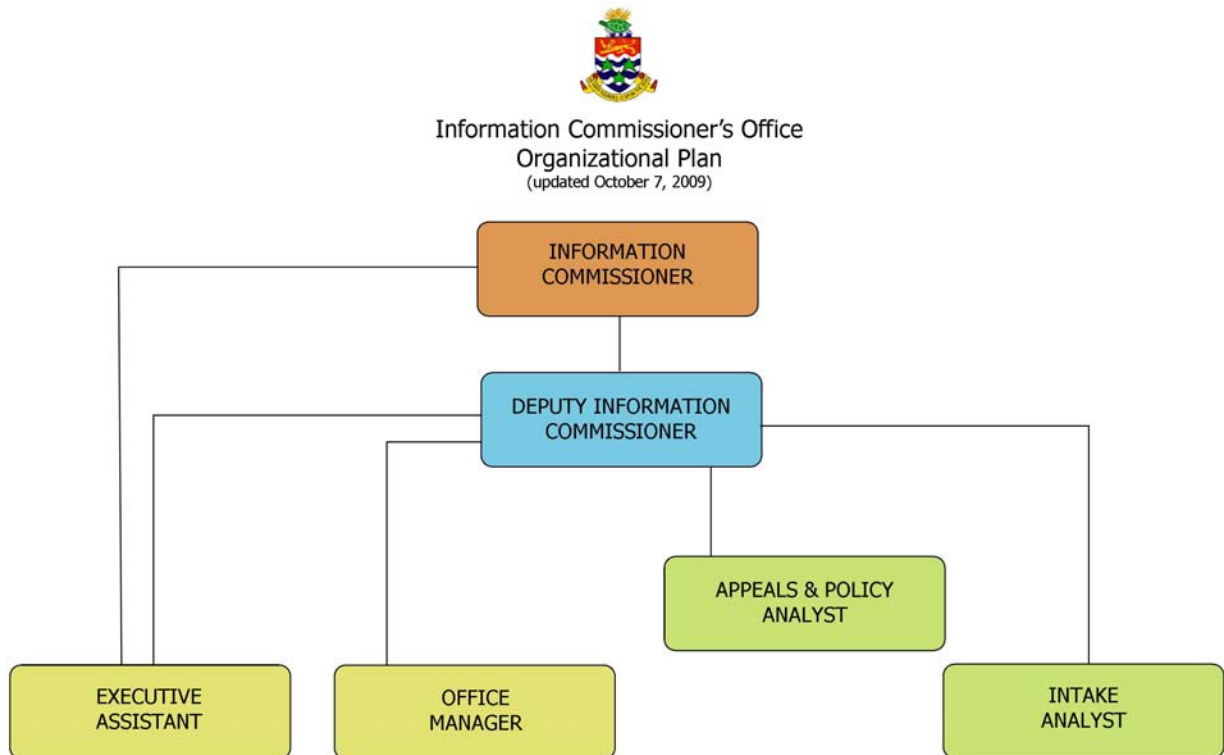 Information Commissioner's Office
Organizational Plan
(updated October 7, 2009)
INFORMATION
COMMISSIONER
DEPUTY INFORMATION
COMMISSIONER
APPEALS & POLICY
ANALYST
EXECUTIVE
ASSISTANT
OFFICE
MANAGER
INTAKE
ANALYST